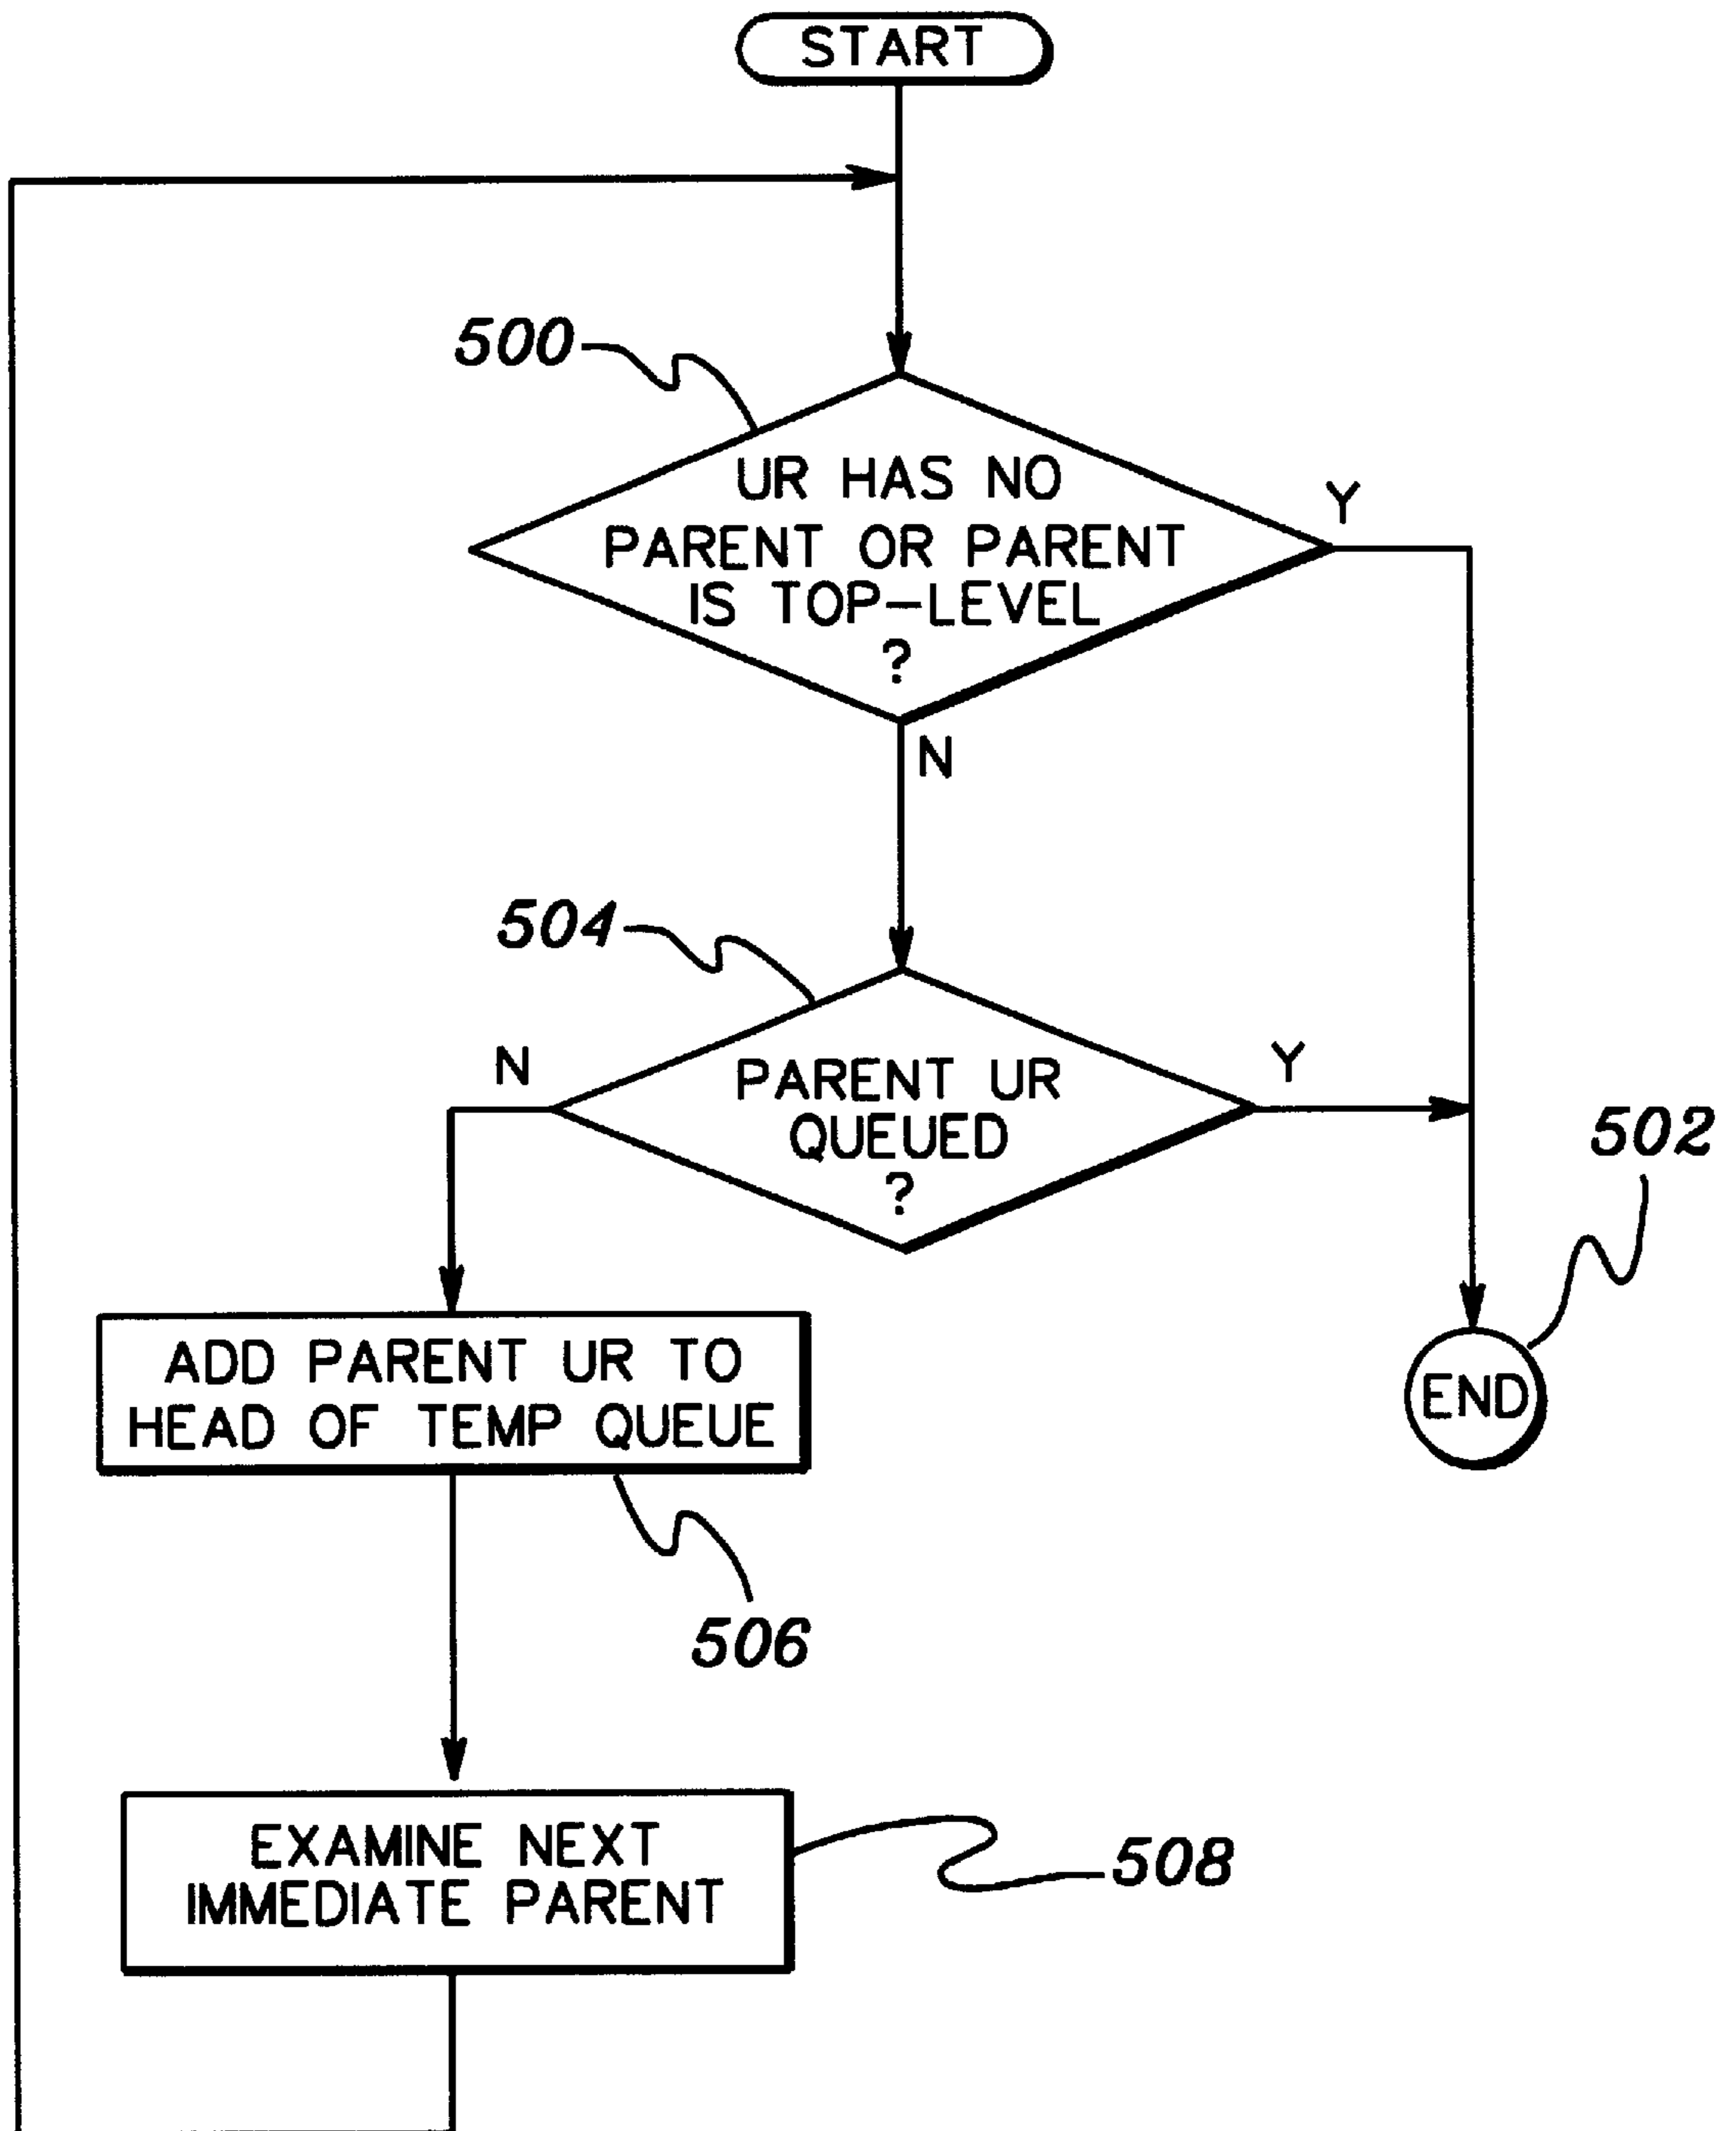 START
500
UR HAS NO
PARENT OR PARENT
IS TOP-LEVEL
?
Y
N
504
N
PARENT UR
QUEUED
?
Y
502
ADD PARENT UR TO
HEAD OF TEMP QUEUE
END
506
EXAMINE NEXT
IMMEDIATE PARENT
508